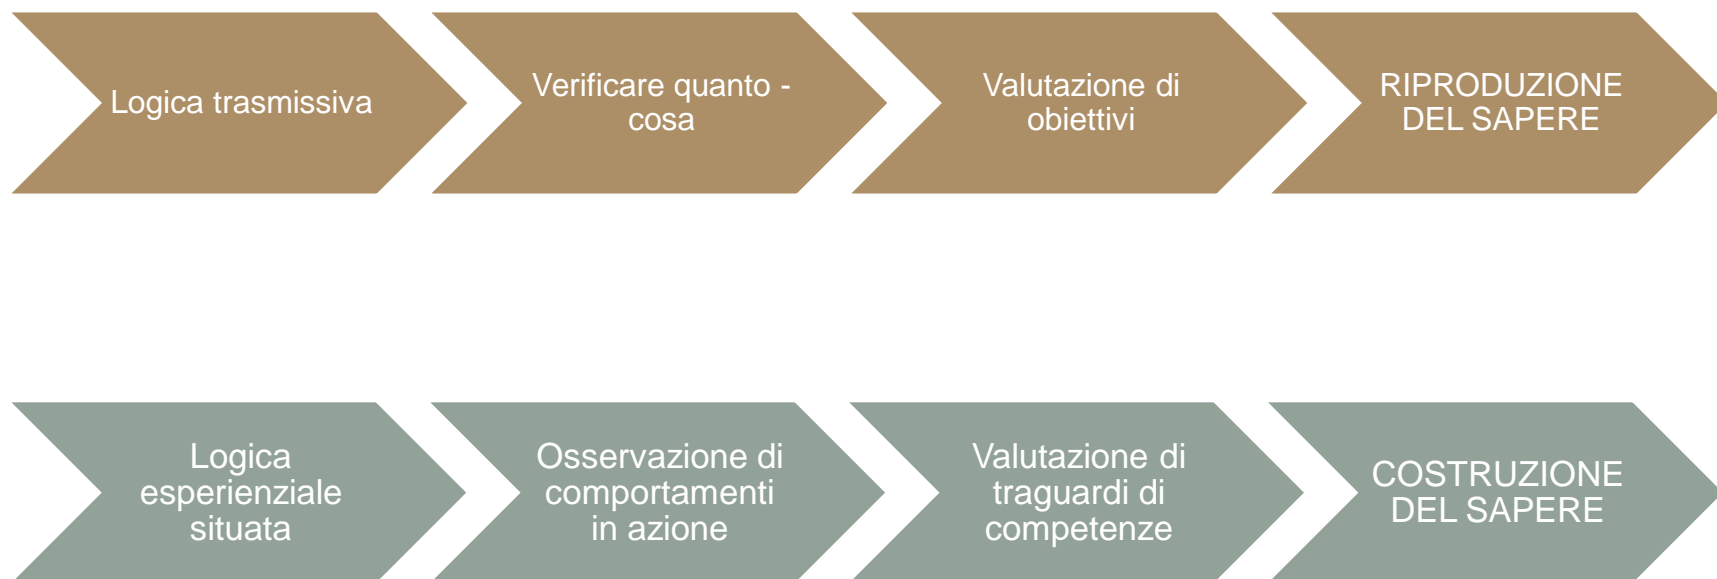 Logica trasmissiva
Verificare quanto -
cosa
Valutazione di
obiettivi
RIPRODUZIONE
DEL SAPERE
Logica
esperienziale
situata
Osservazione di
comportamenti
in azione
Valutazione di
traguardi di
competenze
COSTRUZIONE
DEL SAPERE